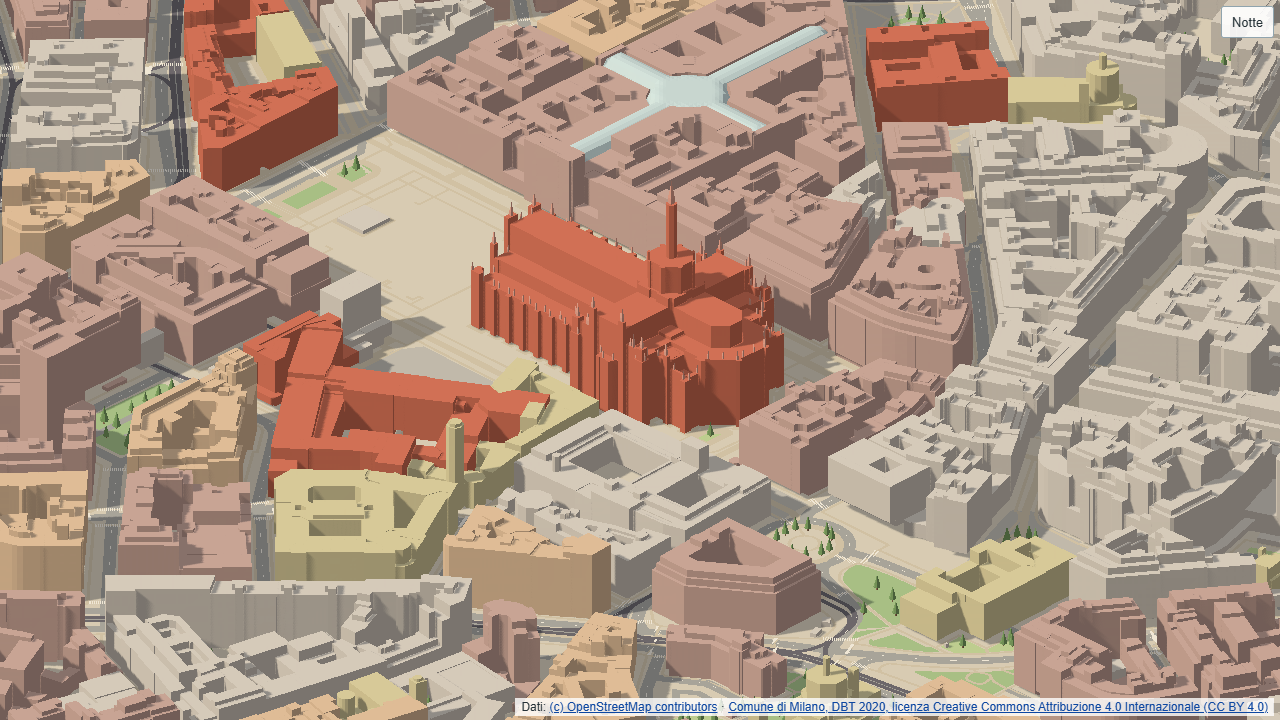 Notte
Dati: (c) OpenStreetMap contributors · Comune di Milano, DBT 2020, licenza Creative Commons Attribuzione 4.0 Internazionale (CC BY 4.0)